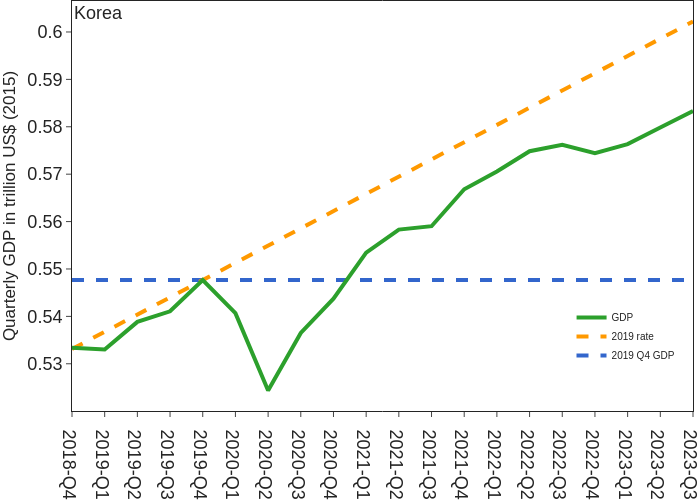 Korea
Quarterly GDP in trillion US$ (2015)
0.6
0.59
0.58
0.57
0.56
0.55
0.54
0.53
GDP
2019 rate
2019 Q4 GDP
2018-Q4
2019-Q1
2019-Q2
2019-Q3
2019-Q4
2020-Q1
2020-Q2
2020-Q3
2020-Q4
2021-Q1
2021-Q2
2021-Q3
2021-Q4
2022-Q1
2022-Q2
2022-Q3
2022-Q4
2023-Q1
2023-Q2
2023-Q3